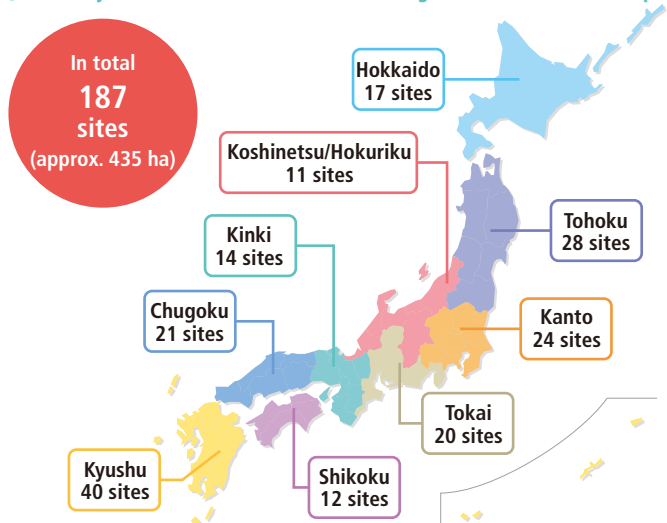 In total
187
sites
(approx. 435 ha)
Hokkaido
17 sites
Koshinetsu/Hokuriku
11 sites
Tohoku
28 sites
Kinki
14 sites
Chugoku
21 sites
Kanto
24 sites
Tokai
20 sites
Kyushu
40 sites
Shikoku
12 sites